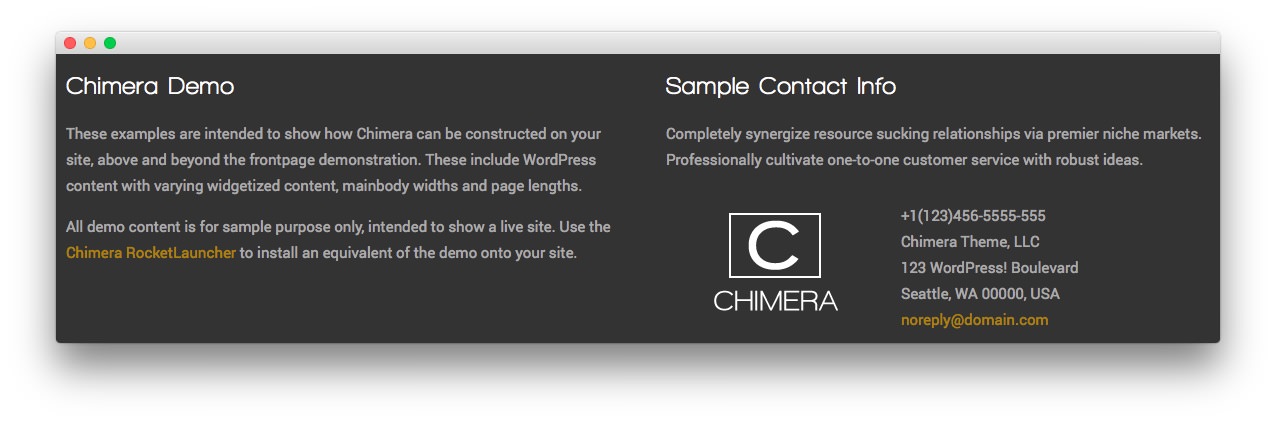 Chimera Demo
These examples are intended to show how Chimera can be constructed on your
site, above and beyond the frontpage demonstration. These include WordPress
content with varying widgetized content, mainbody widths and page lengths.
All demo content is for sample purpose only, intended to show a live site. Use the
Chimera RocketLauncher to install an equivalent of the demo onto your site.
Sample Contact Info
Completely synergize resource sucking relationships via premier niche markets.
Professionally cultivate one-to-one customer service with robust ideas.
C
CHIMERA
+1(123)456-5555-555
Chimera Theme, LLC
123 WordPress! Boulevard
Seattle, WA 00000, USA
noreply@domain.com